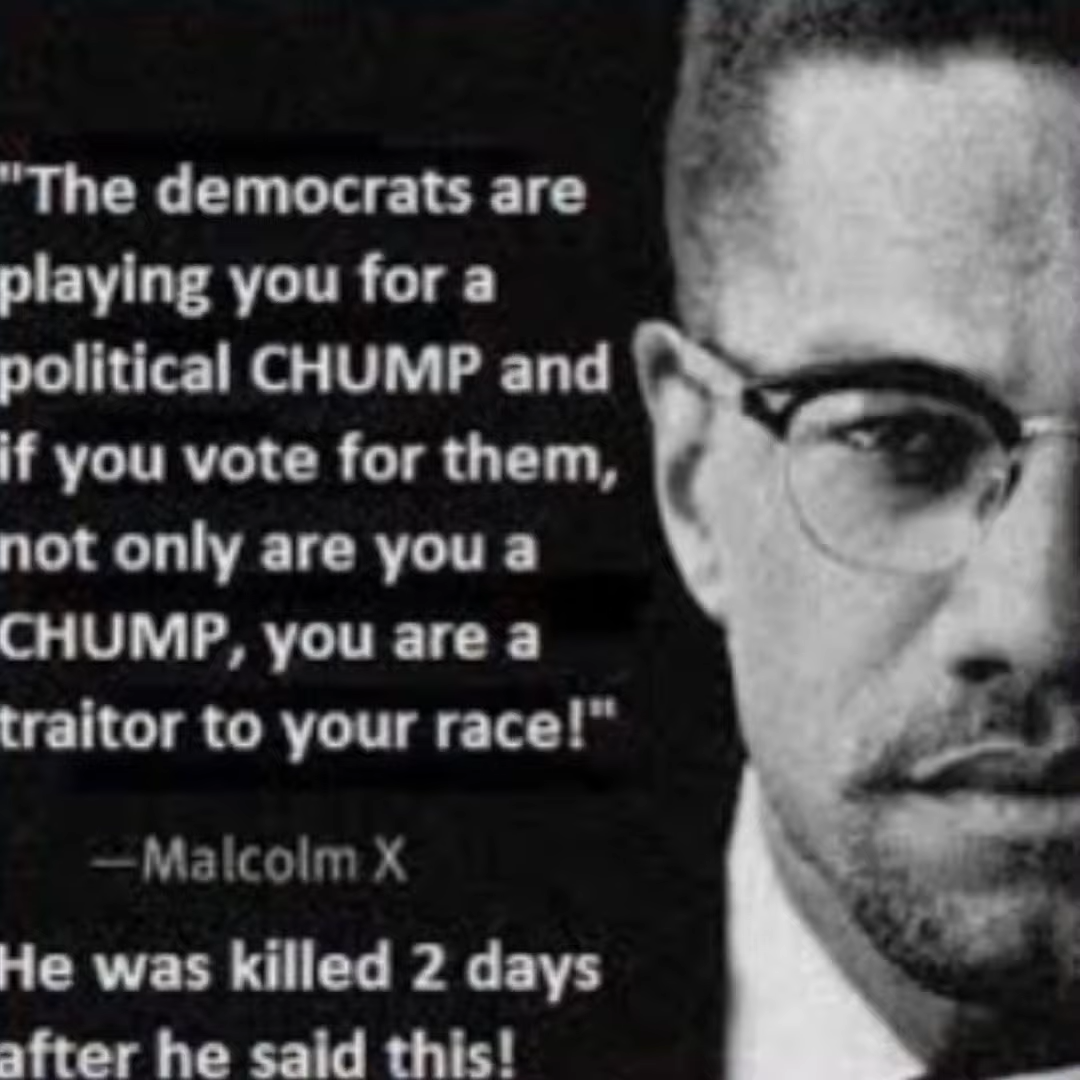 "The democrats are
playing you for a
political CHUMP and
if you vote for them,
not only are you a
CHUMP, you are a
traitor to your race!"
—Malcolm X
He was killed 2 days
after he said this!